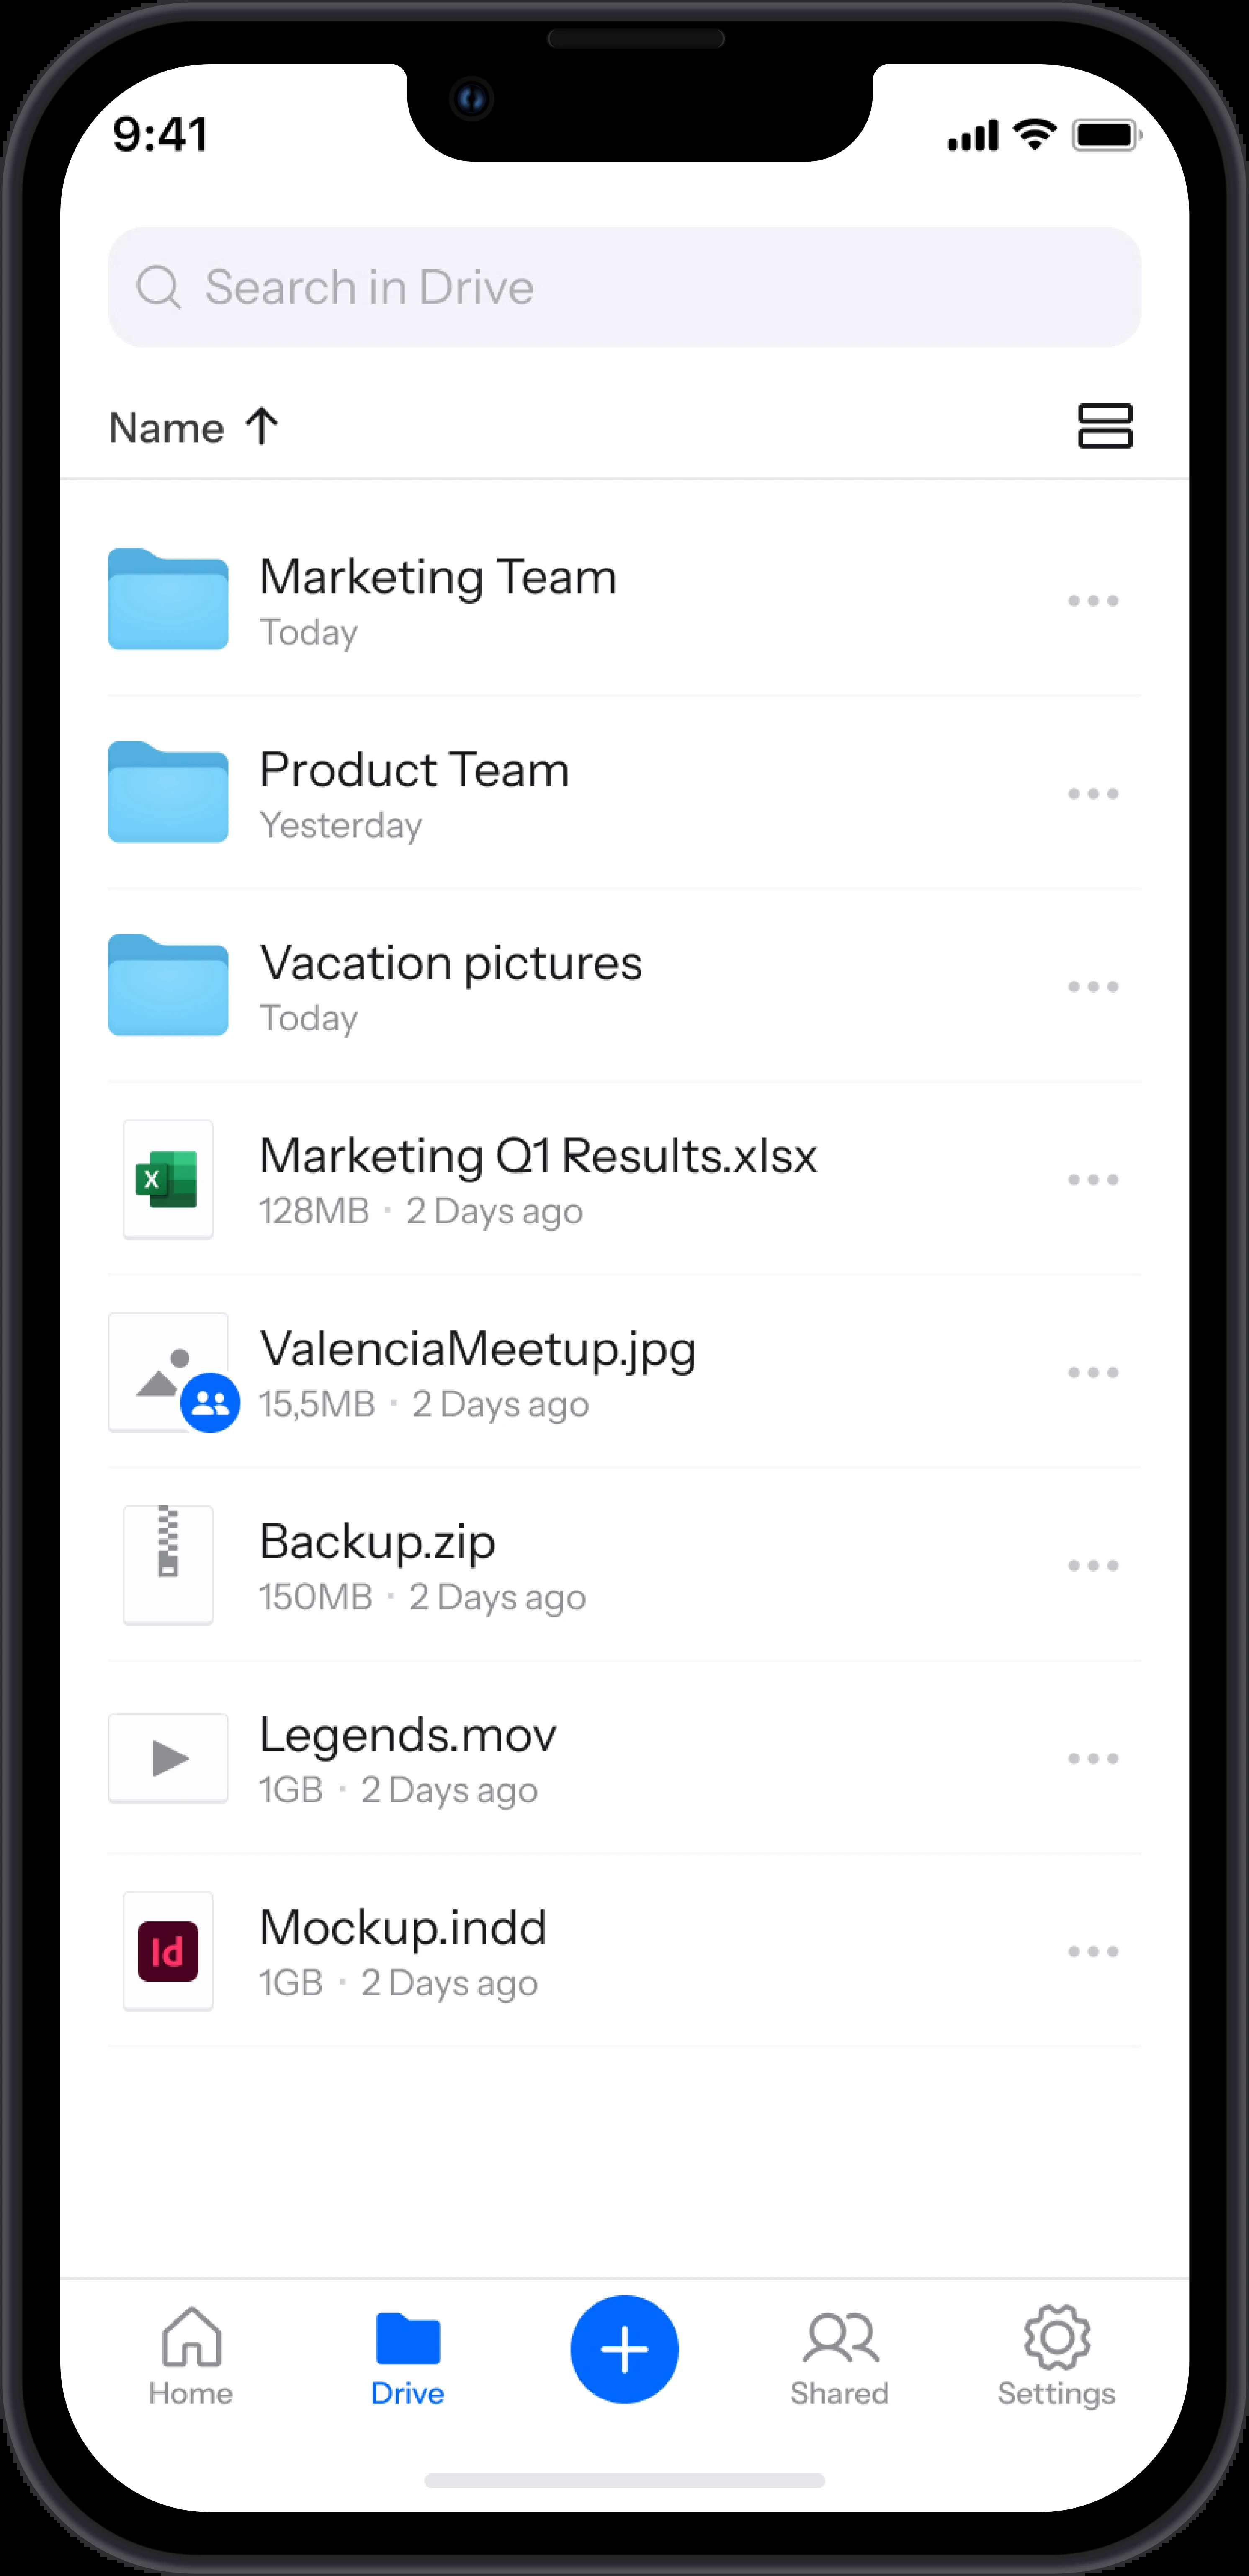 9:41
Search in Drive
Name
Marketing Team
Today
Product Team
Yesterday
Vacation pictures
Today
X
Marketing Q1 Results.xlsx
128MB · 2 Days ago
ValenciaMeetup.jpg
15,5MB · 2 Days ago
Backup.zip
150MB · 2 Days ago
Legends.mov
1GB · 2 Days ago
Id
Mockup.indd
1GB · 2 Days ago
Home
Drive
Shared
Settings